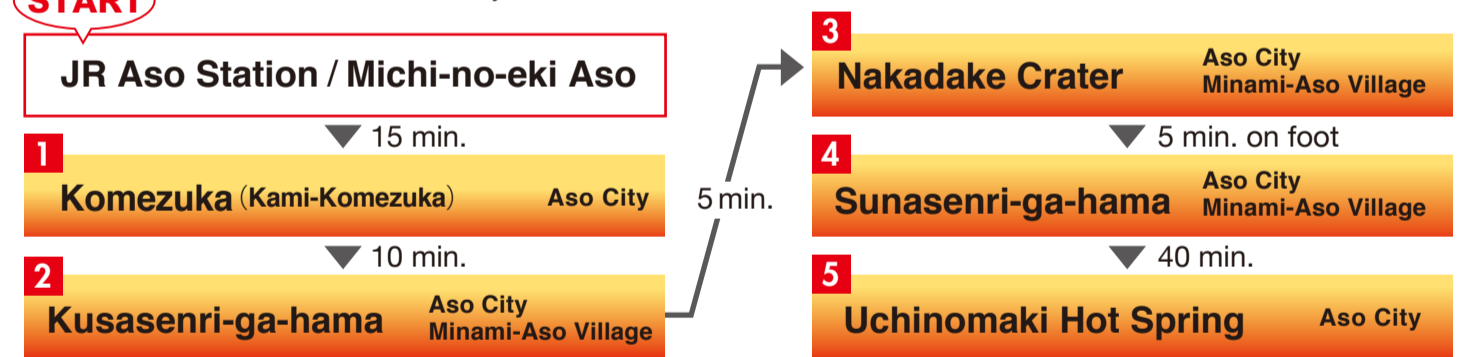 START
JR Aso Station / Michi-no-eki Aso
15 min.
1
Komezuka（Kami-Komezuka） Aso City
10 min.
2
Kusasenri-ga-hama Aso City
Minami-Aso Village
5 min.
3
Nakadake Crater Aso City
Minami-Aso Village
5 min. on foot
4
Sunasenri-ga-hama Aso City
Minami-Aso Village
40 min.
5
Uchinomaki Hot Spring Aso City